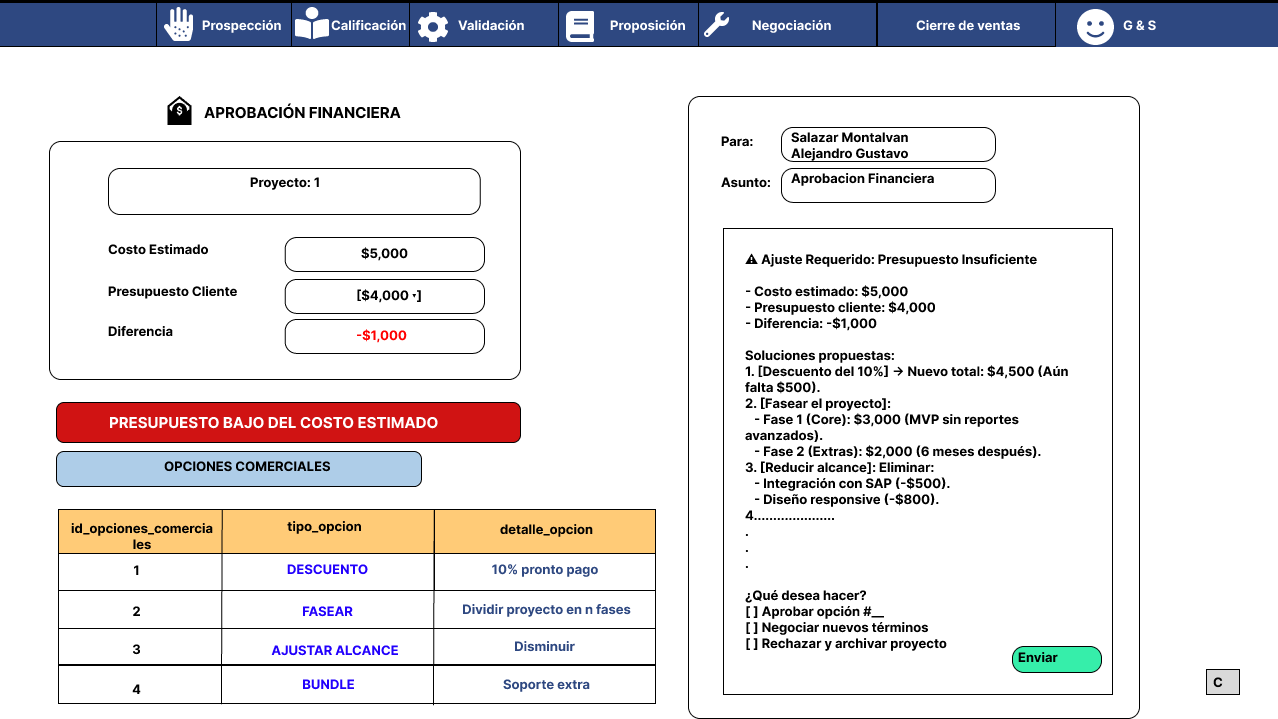 Prospección
Calificación
Validación
Proposición
Negociación
Cierre de ventas
G & S
$
APROBACIÓN FINANCIERA
Proyecto: 1
Costo Estimado
$5,000
Presupuesto Cliente
[$4,000 ▾]
Diferencia
-$1,000
PRESUPUESTO BAJO DEL COSTO ESTIMADO
OPCIONES COMERCIALES
id_opciones_comercia
les
tipo_opcion
detalle_opcion
1
DESCUENTO
10% pronto pago
2
FASEAR
Dividir proyecto en n fases
3
AJUSTAR ALCANCE
Disminuir
4
BUNDLE
Soporte extra
Para:
Salazar Montalvan
Alejandro Gustavo
Asunto:
Aprobacion Financiera
⚠ Ajuste Requerido: Presupuesto Insuficiente
- Costo estimado: $5,000
- Presupuesto cliente: $4,000
- Diferencia: -$1,000
Soluciones propuestas:
1. [Descuento del 10%] → Nuevo total: $4,500 (Aún
falta $500).
2. [Fasear el proyecto]:
- Fase 1 (Core): $3,000 (MVP sin reportes
avanzados).
- Fase 2 (Extras): $2,000 (6 meses después).
3. [Reducir alcance]: Eliminar:
- Integración con SAP (-$500).
- Diseño responsive (-$800).
4.....................
.
.
.
¿Qué desea hacer?
[ ] Aprobar opción #__
[ ] Negociar nuevos términos
[ ] Rechazar y archivar proyecto
Enviar
C